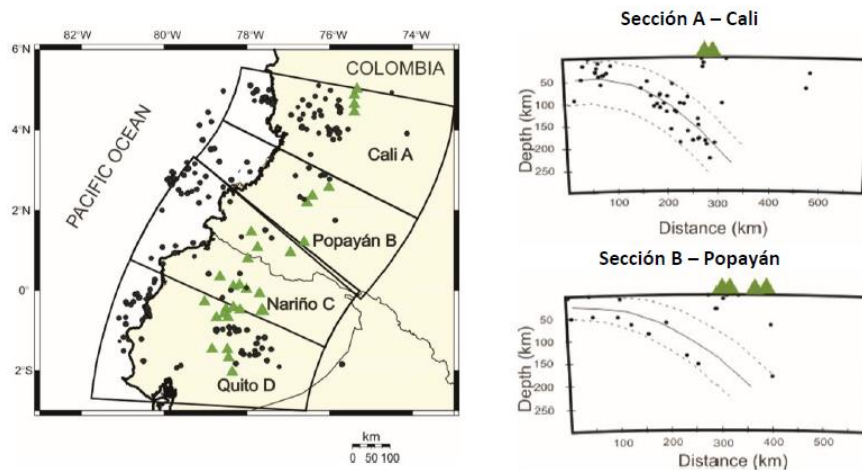 82°W 80°W 78°W 76°W 74°W
6°N
4°N
2°N
0°
2°S
COLOMBIA
PACIFIC OCEAN
Cali A
Popayán B
Nariño C
Quito D
km
0 50 100
Sección A – Cali
Depth (km)
50
100
150
200
250
100 200 300 400 500
Distance (km)
Sección B – Popayán
Depth (km)
50
100
150
200
250
100 200 300 400 500
Distance (km)